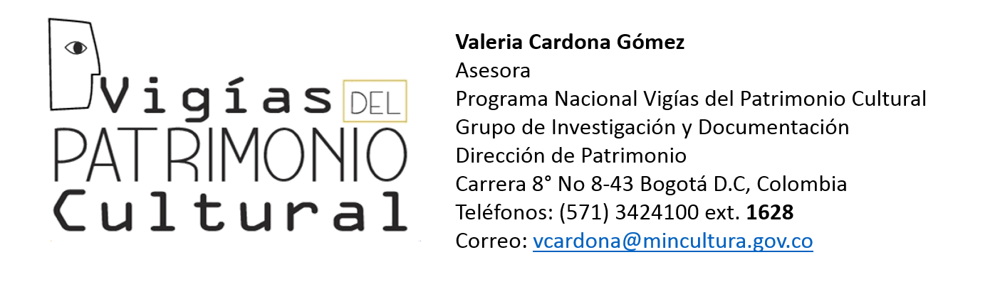 Vigías DEL
PATRIMONIO
Cultural
Valeria Cardona Gómez
Asesora
Programa Nacional Vigías del Patrimonio Cultural
Grupo de Investigación y Documentación
Dirección de Patrimonio
Carrera 8° No 8-43 Bogotá D.C, Colombia
Teléfonos: (571) 3424100 ext. 1628
Correo: vcardona@mincultura.gov.co